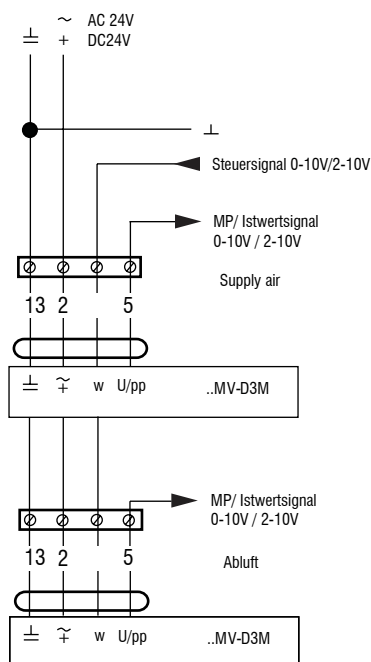 ~ AC 24V
+ DC24V
⊥
Steuersignal 0-10V/2-10V
MP/ Istwertsignal
0-10V / 2-10V
Supply air
13 2 5
w U/pp ..MV-D3M
MP/ Istwertsignal
0-10V / 2-10V
13 2 5
Abluft
w U/pp ..MV-D3M